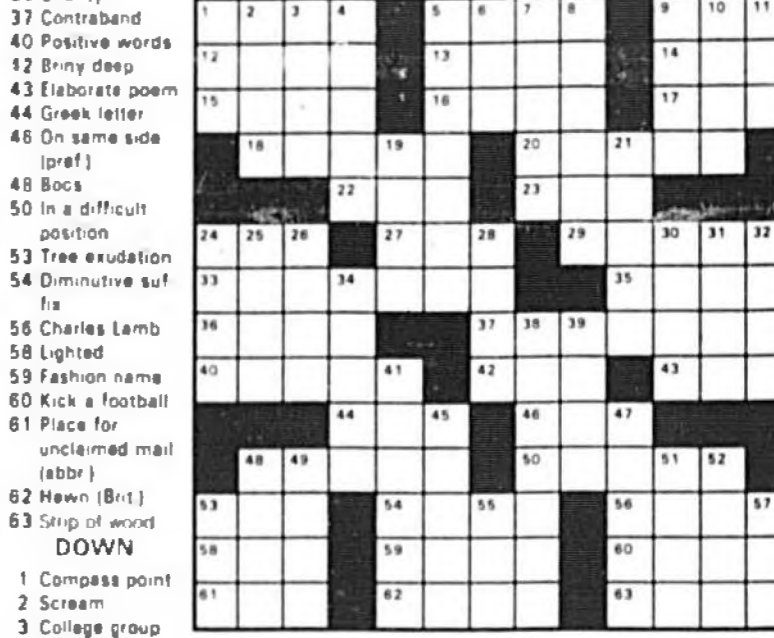 37 Contraband
40 Positive words
42 Briny deep
43 Elaborate poem
44 Greek letter
46 On same side
(pref.)
48 Bocs
50 In a difficult
position
53 Tree exudation
54 Diminutive suf
fix
56 Charles Lamb
58 Lighted
59 Fashion name
60 Kick a football
61 Place for
unclaimed mail
(abbr.)
62 Hewn (Brit.)
63 Strip of wood
DOWN
1 Compass point
2 Scream
3 College group
1 2 3 4 5 6 7 8 9 10 11
12 13 14
15 16 17
18 19 20 21
22 23
24 25 26 27 28 29 30 31 32
33 34 35
36 37 38 39
40 41 42 43
44 45 46 47
48 49 50 51 52
53 54 55 56 57
58 59 60
61 62 63